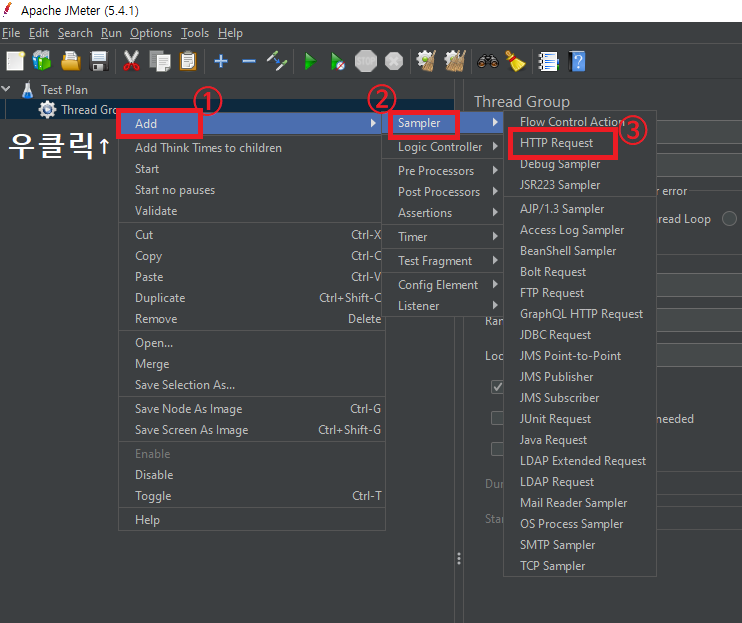 Apache JMeter (5.4.1)
File Edit Search Run Options Tools Help
STOP
Test Plan
Thread Gro
우클릭↑
①
Add
Add Think Times to children
Start
Start no pauses
Validate
Cut Ctrl-X
Copy Ctrl-C
Paste Ctrl-V
Duplicate Ctrl+Shift-C
Remove Delete
Open...
Merge
Save Selection As...
Save Node As Image Ctrl-G
Save Screen As Image Ctrl+Shift-G
Enable
Disable
Toggle Ctrl-T
Help
②
Sampler
Logic Controller
Pre Processors
Post Processors
Assertions
Timer
Test Fragment
Config Element
Listener
Thread Group
③
Flow Control Action
HTTP Request
Debug Sampler
JSR223 Sampler
AJP/1.3 Sampler
Access Log Sampler
BeanShell Sampler
Bolt Request
FTP Request
GraphQL HTTP Request
JDBC Request
JMS Point-to-Point
JMS Publisher
JMS Subscriber
JUnit Request
Java Request
LDAP Extended Request
LDAP Request
Mail Reader Sampler
OS Process Sampler
SMTP Sampler
TCP Sampler
r error
read Loop
Ran
Loo
needed
Dur
Star